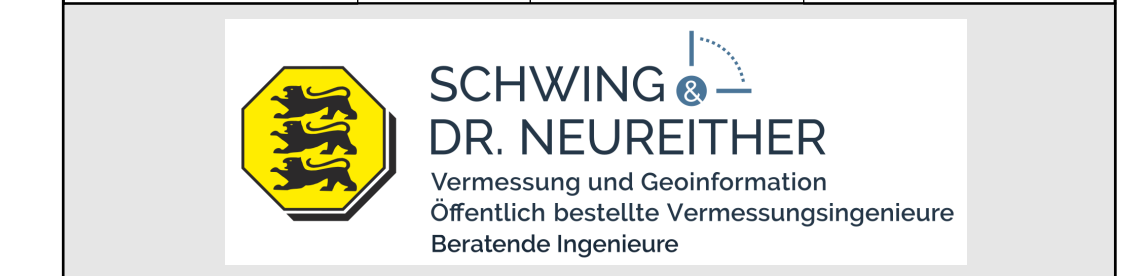 SCHWING &
DR. NEUREITHER
Vermessung und Geoinformation
Öffentlich bestellte Vermessungsingenieure
Beratende Ingenieure